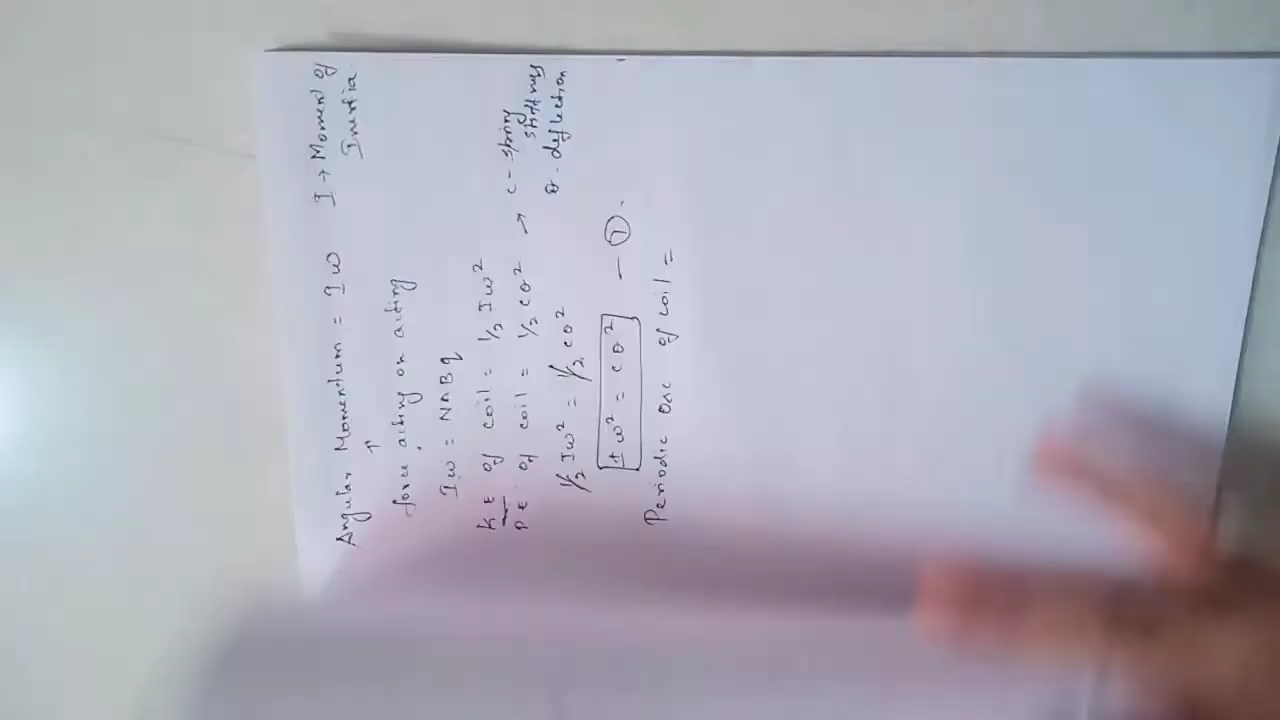 Angular Momentum = Iω I → Moment of Inertia
↑
force acting on acting
Iω = NABq
KE of coil = 1/2 Iω²
PE of coil = 1/2 cθ² → c - spring stiffness
θ - deflection
1/2 Iω² = 1/2 cθ²
Iω² = cθ² — ①.
Periodic osc of coil =